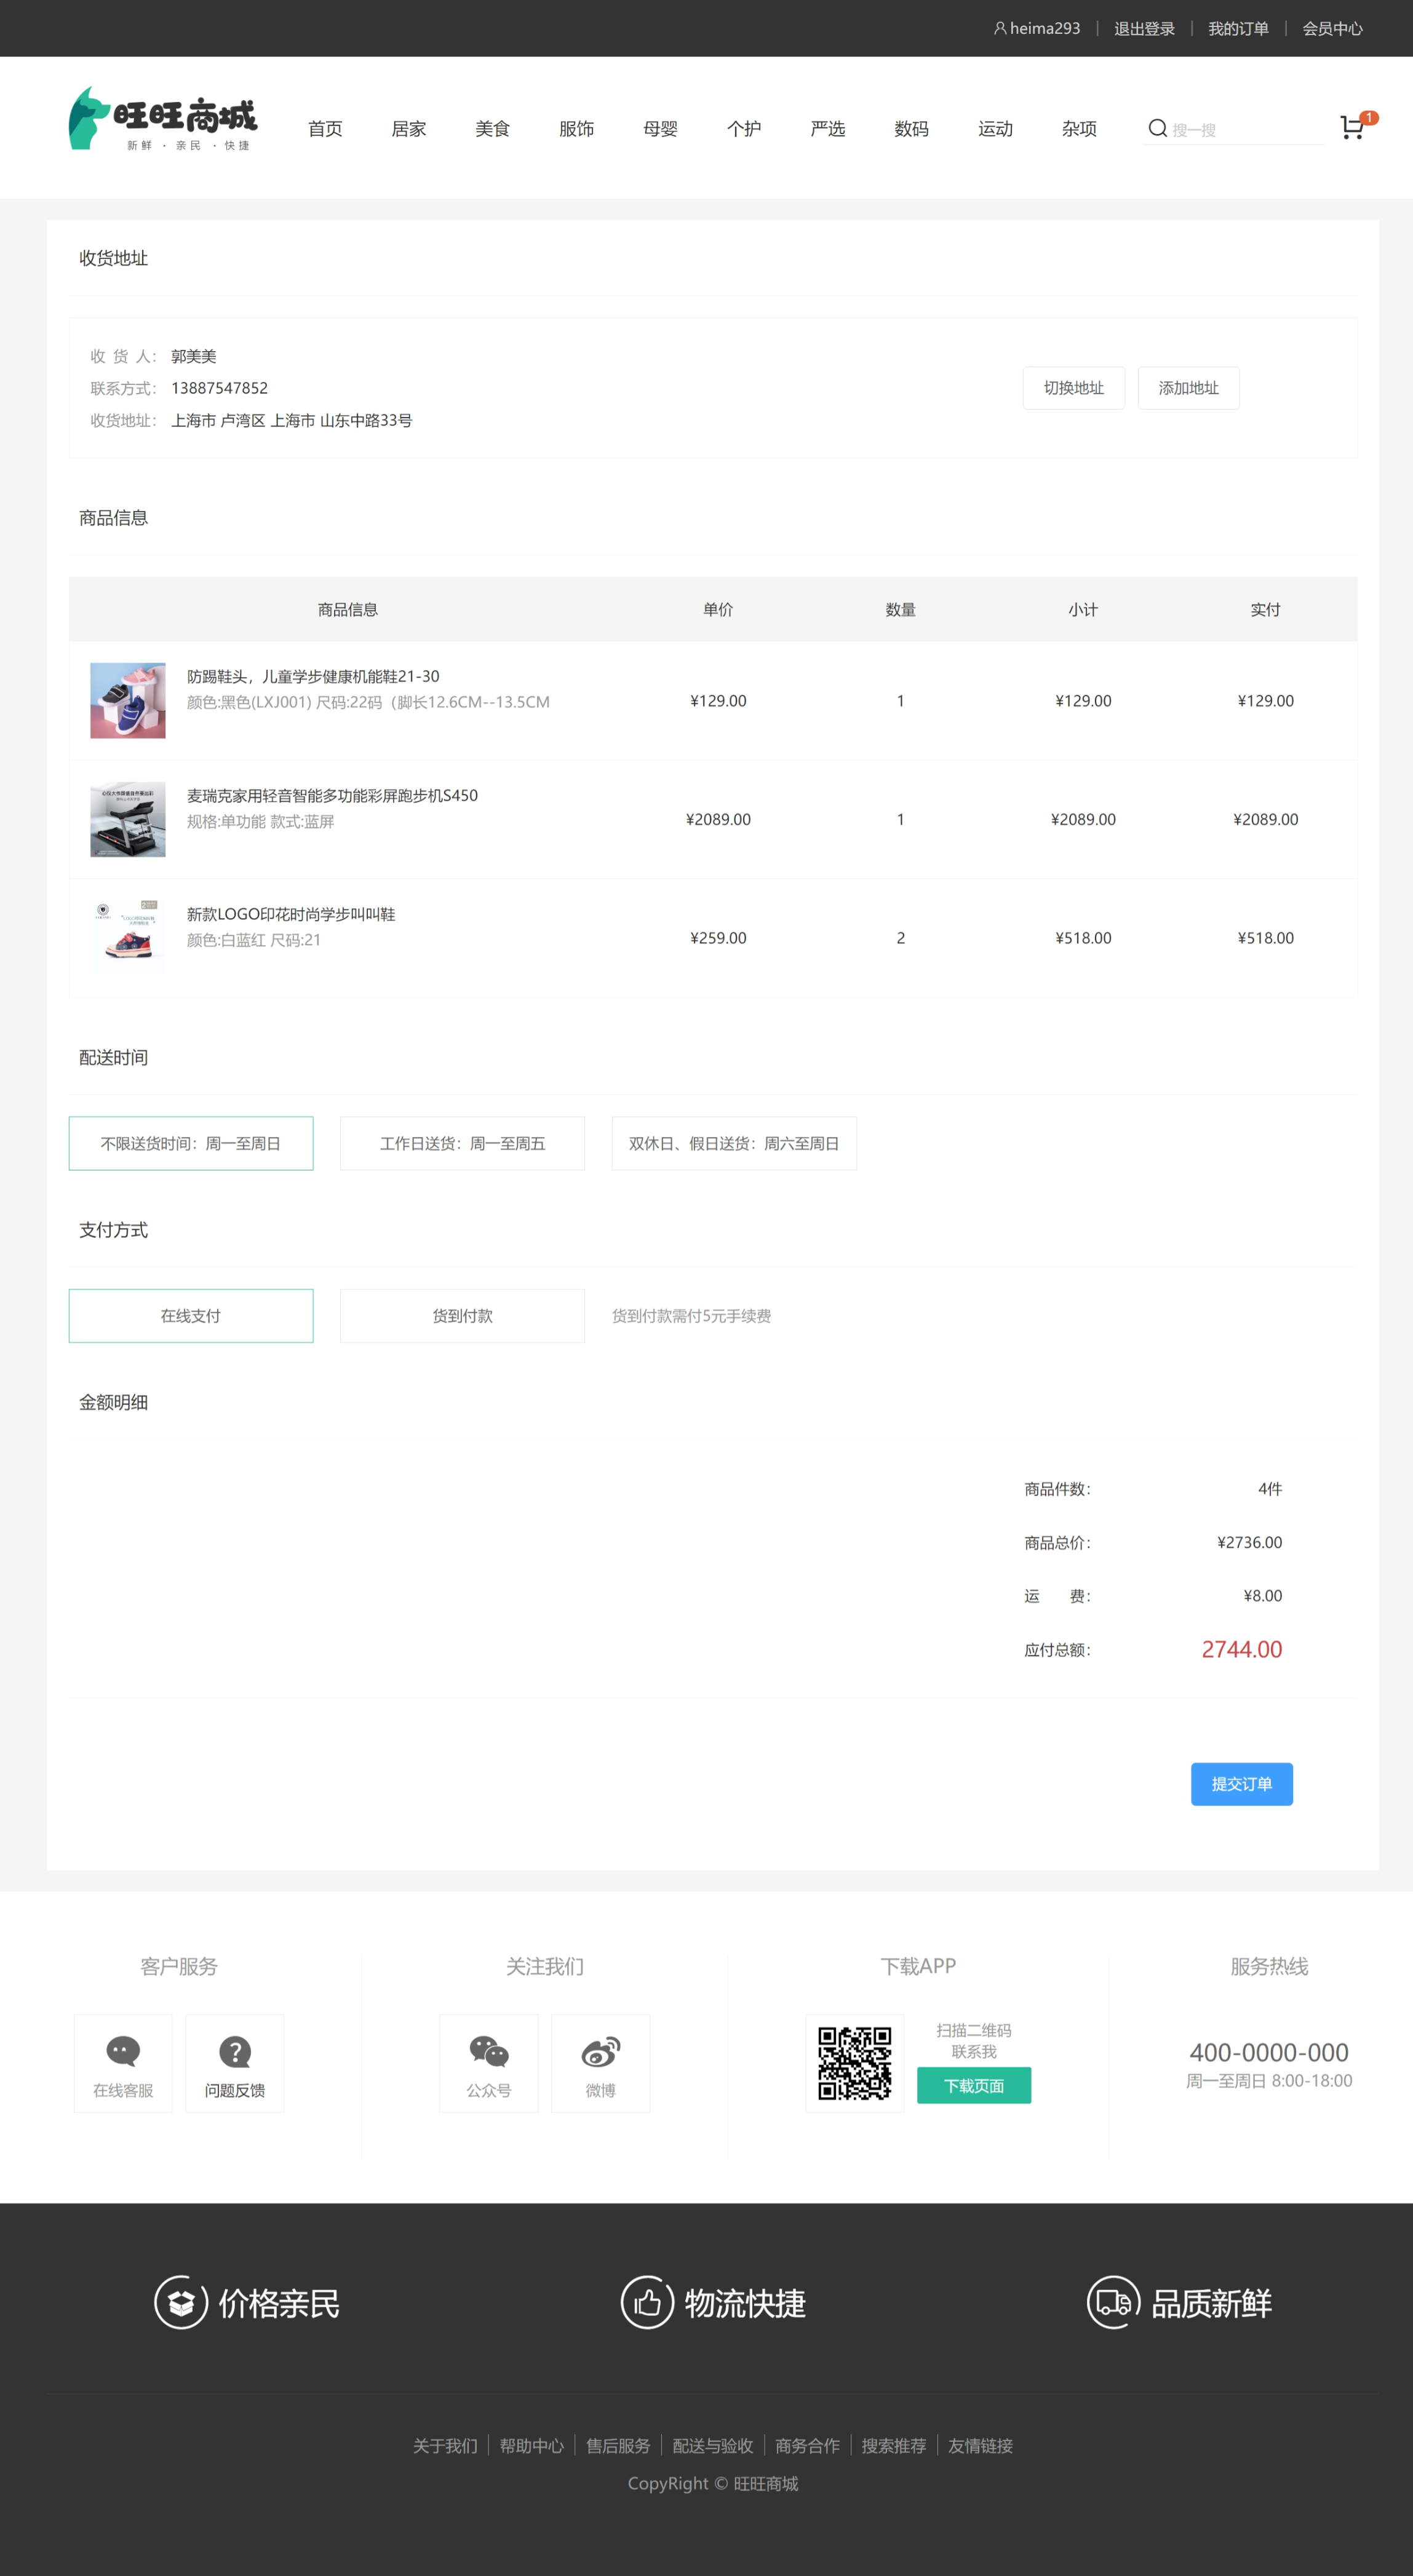 heima293 | 退出登录 | 我的订单 | 会员中心
旺旺商城
新鲜 · 亲民 · 快捷
首页 居家 美食 服饰 母婴 个护 严选 数码 运动 杂项 搜一搜 1
收货地址
收 货 人： 郭美美
联系方式： 13887547852
收货地址： 上海市 卢湾区 上海市 山东中路33号
切换地址 添加地址
商品信息
商品信息 单价 数量 小计 实付
防踢鞋头，儿童学步健康机能鞋21-30
颜色:黑色(LXJ001) 尺码:22码（脚长12.6CM--13.5CM
¥129.00 1 ¥129.00 ¥129.00
麦瑞克家用轻音智能多功能彩屏跑步机S450
规格:单功能 款式:蓝屏
¥2089.00 1 ¥2089.00 ¥2089.00
新款LOGO印花时尚学步叫叫鞋
颜色:白蓝红 尺码:21
¥259.00 2 ¥518.00 ¥518.00
配送时间
不限送货时间：周一至周日 工作日送货：周一至周五 双休日、假日送货：周六至周日
支付方式
在线支付 货到付款 货到付款需付5元手续费
金额明细
商品件数： 4件
商品总价： ¥2736.00
运 费： ¥8.00
应付总额： 2744.00
提交订单
客户服务 关注我们 下载APP 服务热线
在线客服 问题反馈 公众号 微博
扫描二维码
联系我
下载页面
400-0000-000
周一至周日 8:00-18:00
价格亲民 物流快捷 品质新鲜
关于我们 | 帮助中心 | 售后服务 | 配送与验收 | 商务合作 | 搜索推荐 | 友情链接
CopyRight © 旺旺商城